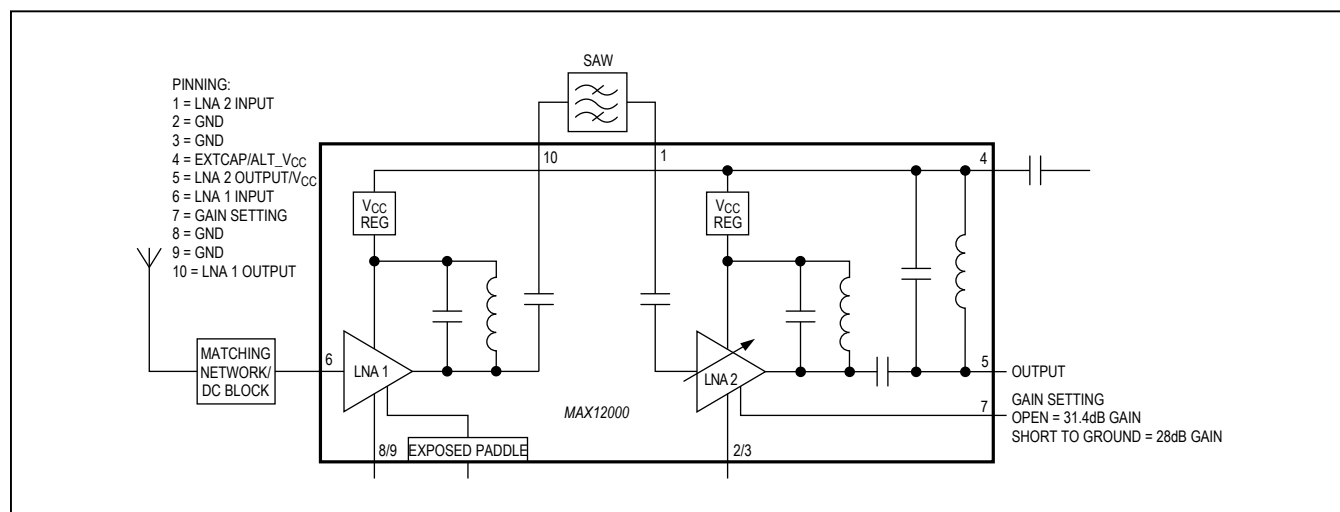 SAW
PINNING:
1 = LNA 2 INPUT
2 = GND
3 = GND
4 = EXTCAP/ALT_VCC
5 = LNA 2 OUTPUT/VCC
6 = LNA 1 INPUT
7 = GAIN SETTING
8 = GND
9 = GND
10 = LNA 1 OUTPUT
10
1
4
VCC
REG
VCC
REG
MATCHING
NETWORK/
DC BLOCK
6
LNA 1
LNA 2
5
OUTPUT
MAX12000
7
GAIN SETTING
OPEN = 31.4dB GAIN
SHORT TO GROUND = 28dB GAIN
8/9
EXPOSED PADDLE
2/3